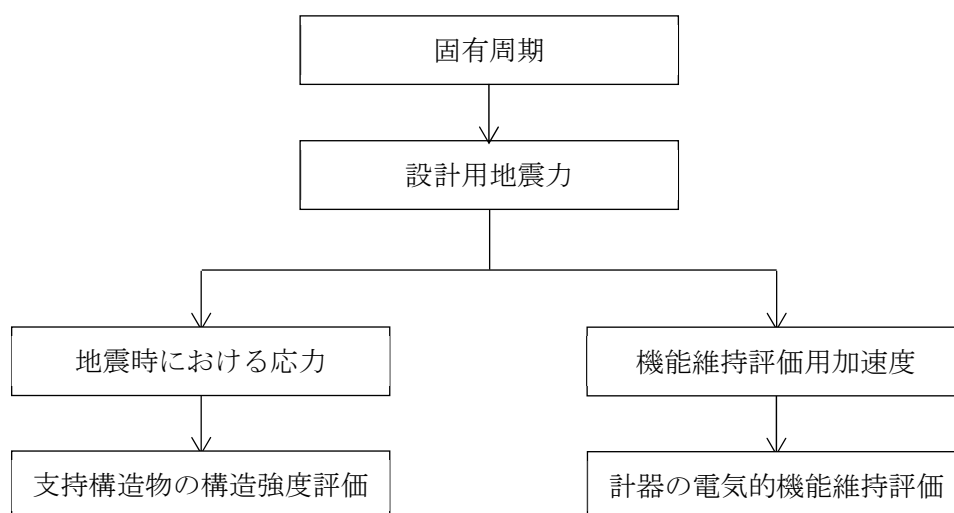 固有周期
設計用地震力
地震時における応力
機能維持評価用加速度
支持構造物の構造強度評価
計器の電気的機能維持評価